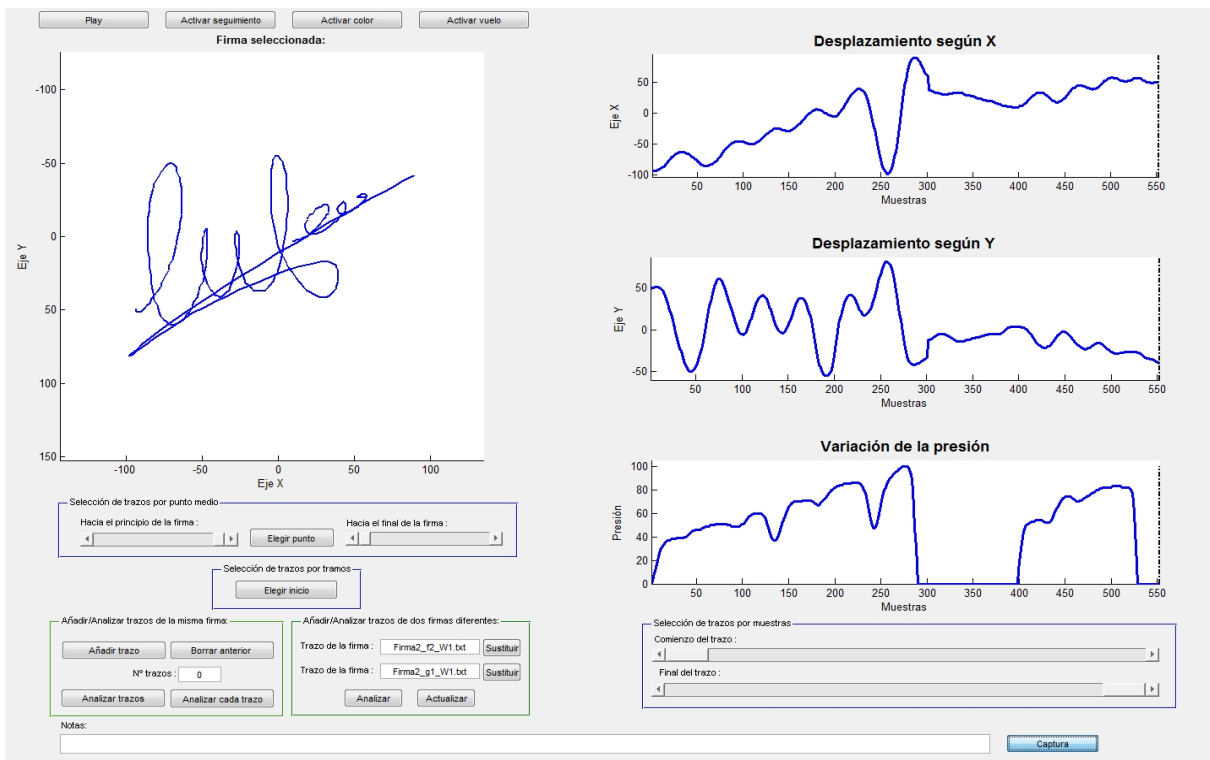 Play Activar seguimiento Activar color Activar vuelo
Firma seleccionada:
-100
-50
0
50
100
150
Eje Y
-100 -50 0 50 100
Eje X
Desplazamiento según X
50
0
-50
-100
Eje X
50 100 150 200 250 300 350 400 450 500 550
Muestras
Desplazamiento según Y
50
0
-50
Eje Y
50 100 150 200 250 300 350 400 450 500 550
Muestras
Variación de la presión
100
80
60
40
20
0
Presión
50 100 150 200 250 300 350 400 450 500 550
Muestras
Selección de trazos por punto medio
Hacia el principio de la firma :
Elegir punto
Hacia el final de la firma :
Selección de trazos por tramos
Elegir inicio
Añadir/Analizar trazos de la misma firma:
Añadir trazo Borrar anterior
Nº trazos : 0
Analizar trazos Analizar cada trazo
Añadir/Analizar trazos de dos firmas diferentes:
Trazo de la firma : Firma2_f2_W1.txt Sustituir
Trazo de la firma : Firma2_g1_W1.txt Sustituir
Analizar Actualizar
Selección de trazos por muestras
Comienzo del trazo :
Final del trazo :
Notas:
Captura